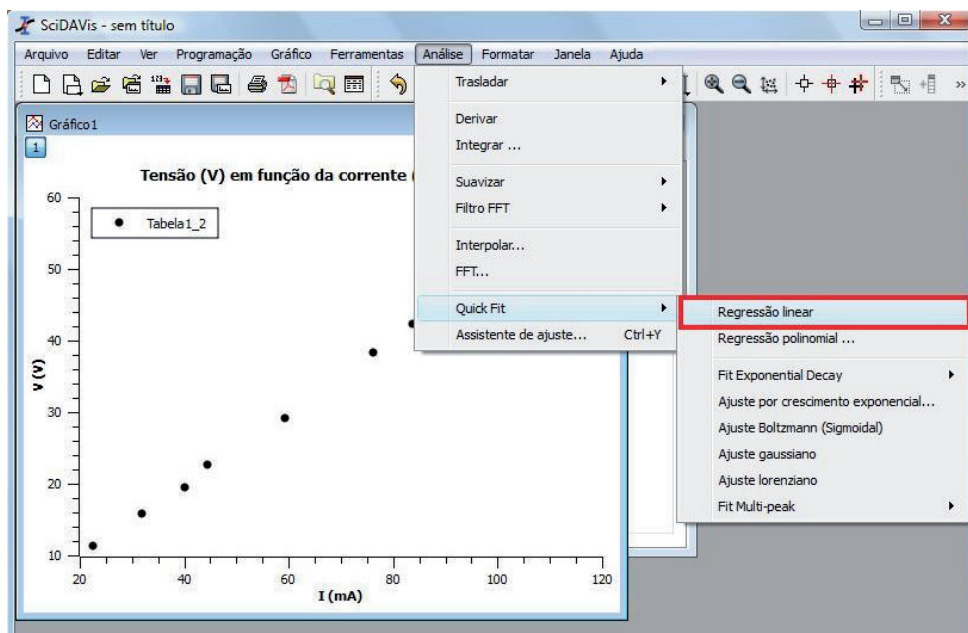 SciDAVis - sem título
Arquivo Editar Ver Programação Gráfico Ferramentas Análise Formatar Janela Ajuda
Gráfico1
1
Tensão (V) em função da corrente
Tabela1_2
60
50
40
30
20
10
V (V)
20 40 60 80 100 120
I (mA)
Trasladar
Derivar
Integrar ...
Suavizar
Filtro FFT
Interpolar...
FFT...
Quick Fit
Assistente de ajuste... Ctrl+Y
Regressão linear
Regressão polinomial ...
Fit Exponential Decay
Ajuste por crescimento exponencial...
Ajuste Boltzmann (Sigmoidal)
Ajuste gaussiano
Ajuste lorenziano
Fit Multi-peak